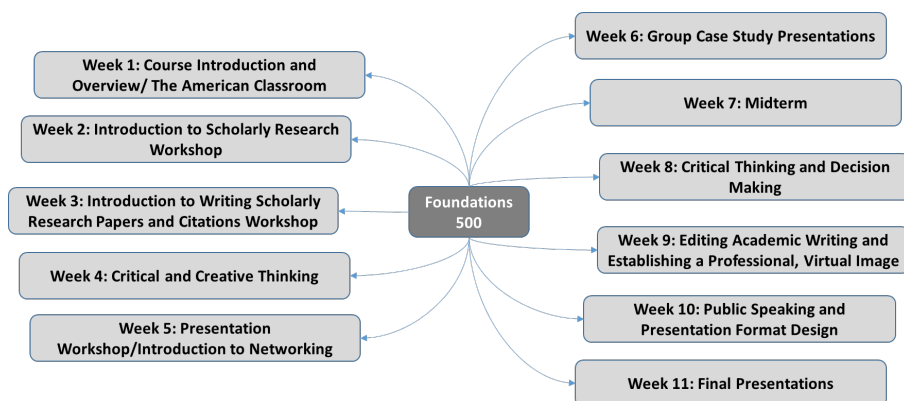 Week 1: Course Introduction and
Overview/ The American Classroom
Week 2: Introduction to Scholarly Research
Workshop
Week 3: Introduction to Writing Scholarly
Research Papers and Citations Workshop
Week 4: Critical and Creative Thinking
Week 5: Presentation
Workshop/Introduction to Networking
Foundations
500
Week 6: Group Case Study Presentations
Week 7: Midterm
Week 8: Critical Thinking and Decision
Making
Week 9: Editing Academic Writing and
Establishing a Professional, Virtual Image
Week 10: Public Speaking and
Presentation Format Design
Week 11: Final Presentations